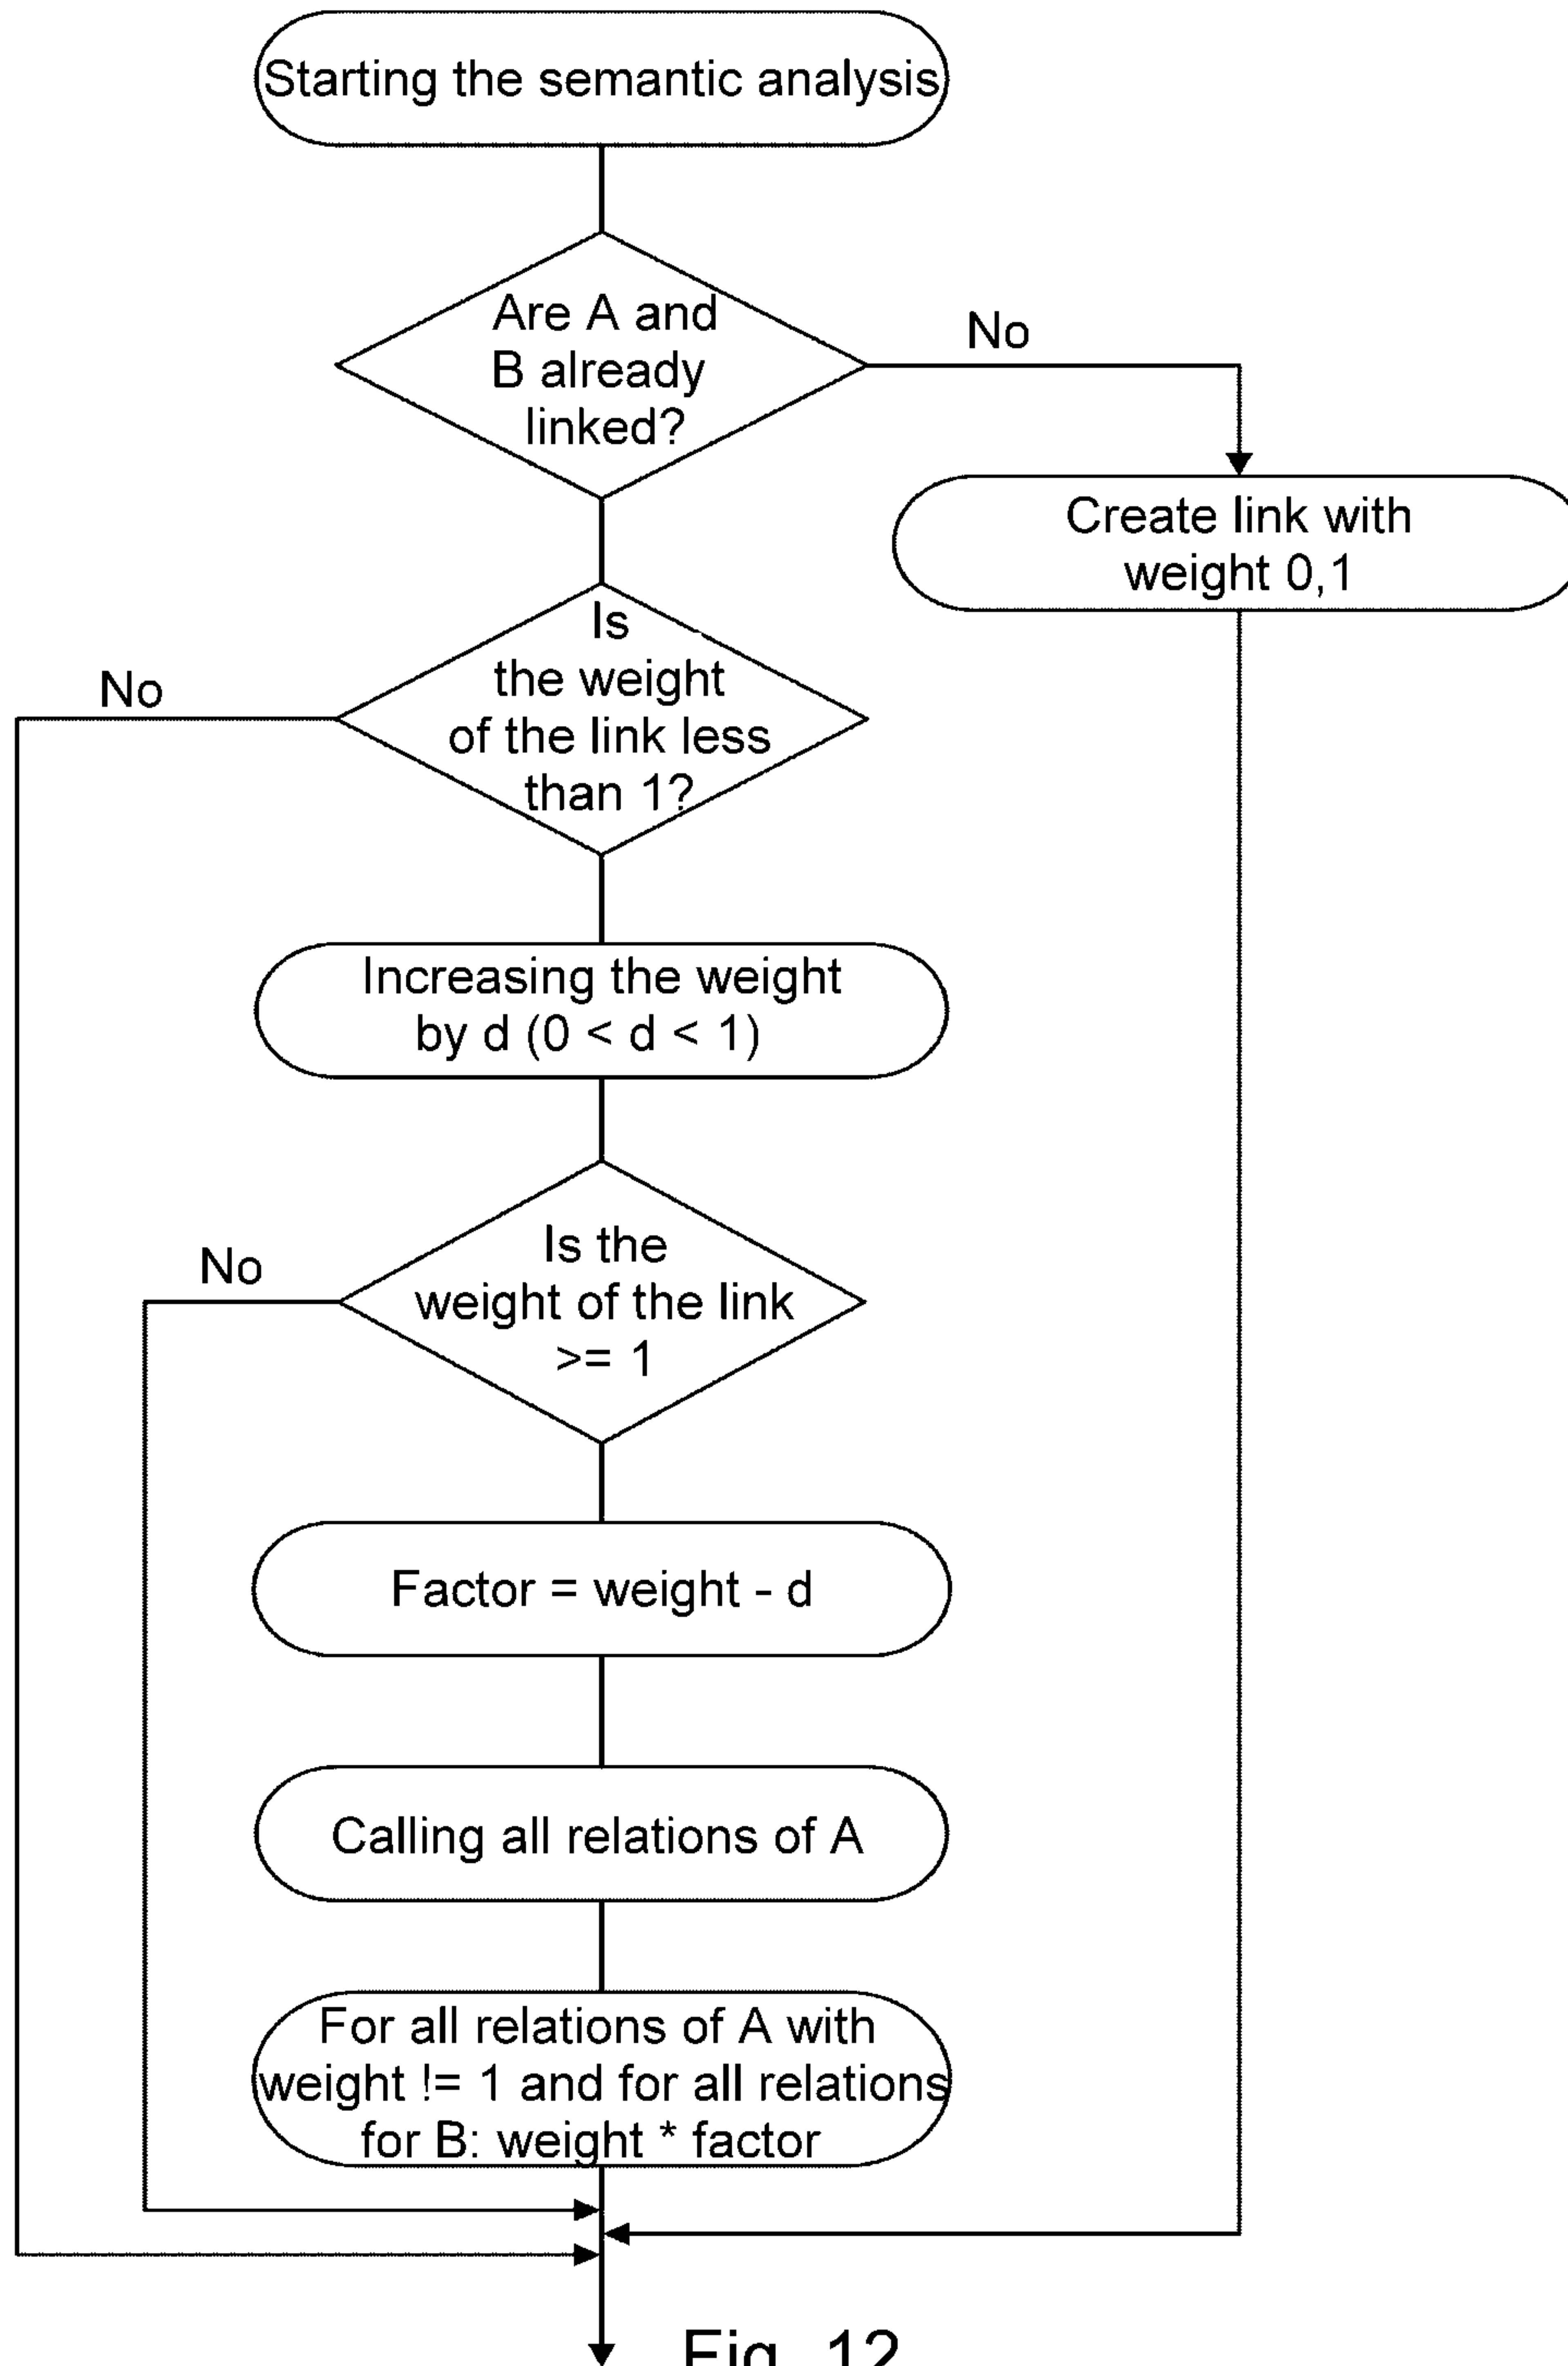 Starting the semantic analysis
Are A and
B already
linked?
No
Create link with
weight 0,1
Is
the weight
of the link less
than 1?
No
Increasing the weight
by d (0 < d < 1)
Is the
weight of the link
>= 1
No
Factor = weight - d
Calling all relations of A
For all relations of A with
weight != 1 and for all relations
for B: weight * factor
Fig. 12